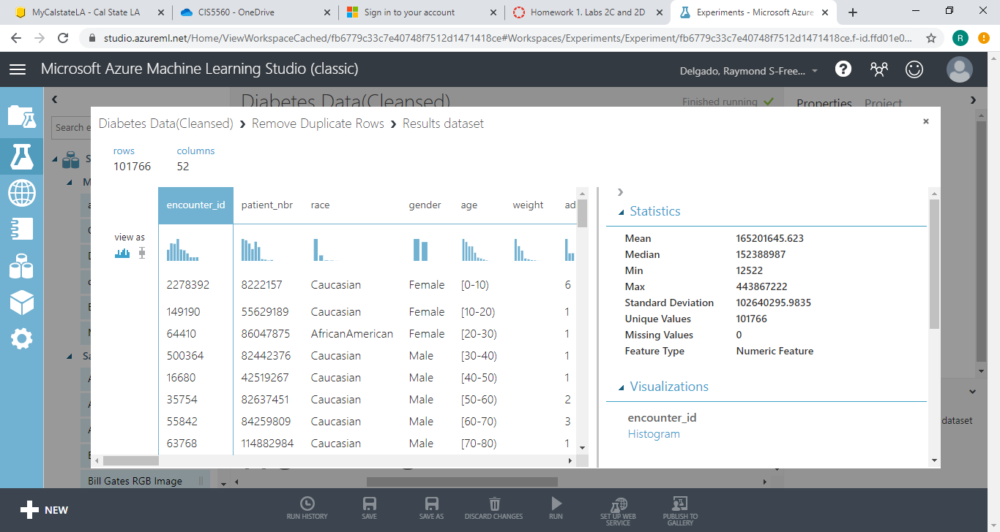 MyCalstateLA - Cal State LA
CIS5560 - OneDrive
Sign in to your account
Homework 1. Labs 2C and 2D
Experiments - Microsoft Azure
studio.azureml.net/Home/ViewWorkspaceCached/fb6779c33c7e40748f7512d1471418ce#Workspaces/Experiments/Experiment/fb6779c33c7e40748f7512d1471418ce.f-id.ffd01e0...
R
Microsoft Azure Machine Learning Studio (classic)
Delgado, Raymond S-Free...
Diabetes Data(Cleansed)
Finished running
Properties Project
Search e
Diabetes Data(Cleansed) Remove Duplicate Rows Results dataset
rows columns
101766 52
encounter_id patient_nbr race gender age weight ad
view as
2278392 8222157 Caucasian Female [0-10) 6
149190 55629189 Caucasian Female [10-20) 1
64410 86047875 AfricanAmerican Female [20-30) 1
500364 82442376 Caucasian Male [30-40) 1
16680 42519267 Caucasian Male [40-50) 1
35754 82637451 Caucasian Male [50-60) 2
55842 84259809 Caucasian Male [60-70) 3
63768 114882984 Caucasian Male [70-80) 1
Statistics
Mean 165201645.623
Median 152388987
Min 12522
Max 443867222
Standard Deviation 102640295.9835
Unique Values 101766
Missing Values 0
Feature Type Numeric Feature
Visualizations
encounter_id
Histogram
dataset
Bill Gates RGB Image
NEW
RUN HISTORY
SAVE
SAVE AS
DISCARD CHANGES
RUN
SET UP WEB
SERVICE
PUBLISH TO
GALLERY